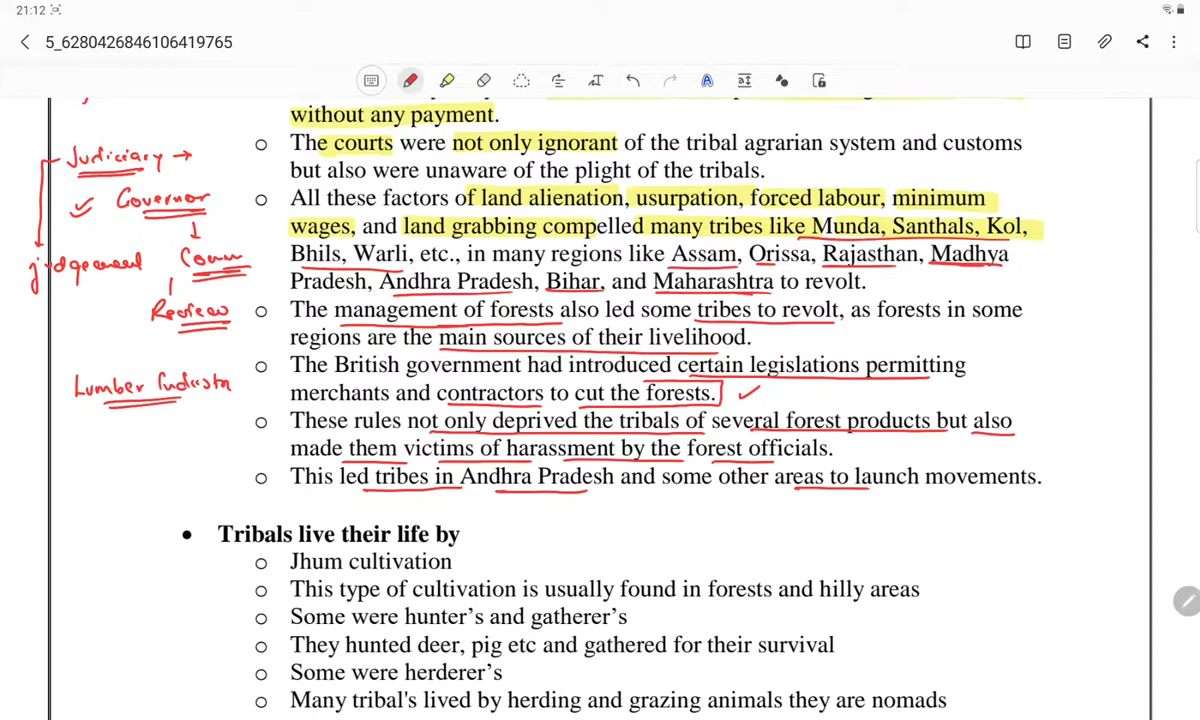 21:12
5_6280426846106419765
without any payment.
Judiciary →
○ The courts were not only ignorant of the tribal agrarian system and customs
but also were unaware of the plight of the tribals.
Governor
○ All these factors of land alienation, usurpation, forced labour, minimum
wages, and land grabbing compelled many tribes like Munda, Santhals, Kol,
judgement
Bhils, Warli, etc., in many regions like Assam, Orissa, Rajasthan, Madhya
Pradesh, Andhra Pradesh, Bihar, and Maharashtra to revolt.
Review
○ The management of forests also led some tribes to revolt, as forests in some
regions are the main sources of their livelihood.
○ The British government had introduced certain legislations permitting
Lumber
merchants and contractors to cut the forests.
○ These rules not only deprived the tribals of several forest products but also
made them victims of harassment by the forest officials.
○ This led tribes in Andhra Pradesh and some other areas to launch movements.
• Tribals live their life by
○ Jhum cultivation
○ This type of cultivation is usually found in forests and hilly areas
○ Some were hunter's and gatherer's
○ They hunted deer, pig etc and gathered for their survival
○ Some were herderer's
○ Many tribal's lived by herding and grazing animals they are nomads